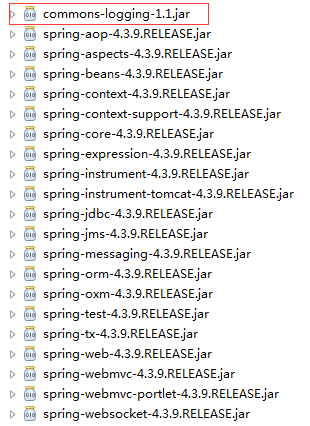 commons-logging-1.1.jar
spring-aop-4.3.9.RELEASE.jar
spring-aspects-4.3.9.RELEASE.jar
spring-beans-4.3.9.RELEASE.jar
spring-context-4.3.9.RELEASE.jar
spring-context-support-4.3.9.RELEASE.jar
spring-core-4.3.9.RELEASE.jar
spring-expression-4.3.9.RELEASE.jar
spring-instrument-4.3.9.RELEASE.jar
spring-instrument-tomcat-4.3.9.RELEASE.jar
spring-jdbc-4.3.9.RELEASE.jar
spring-jms-4.3.9.RELEASE.jar
spring-messaging-4.3.9.RELEASE.jar
spring-orm-4.3.9.RELEASE.jar
spring-oxm-4.3.9.RELEASE.jar
spring-test-4.3.9.RELEASE.jar
spring-tx-4.3.9.RELEASE.jar
spring-web-4.3.9.RELEASE.jar
spring-webmvc-4.3.9.RELEASE.jar
spring-webmvc-portlet-4.3.9.RELEASE.jar
spring-websocket-4.3.9.RELEASE.jar